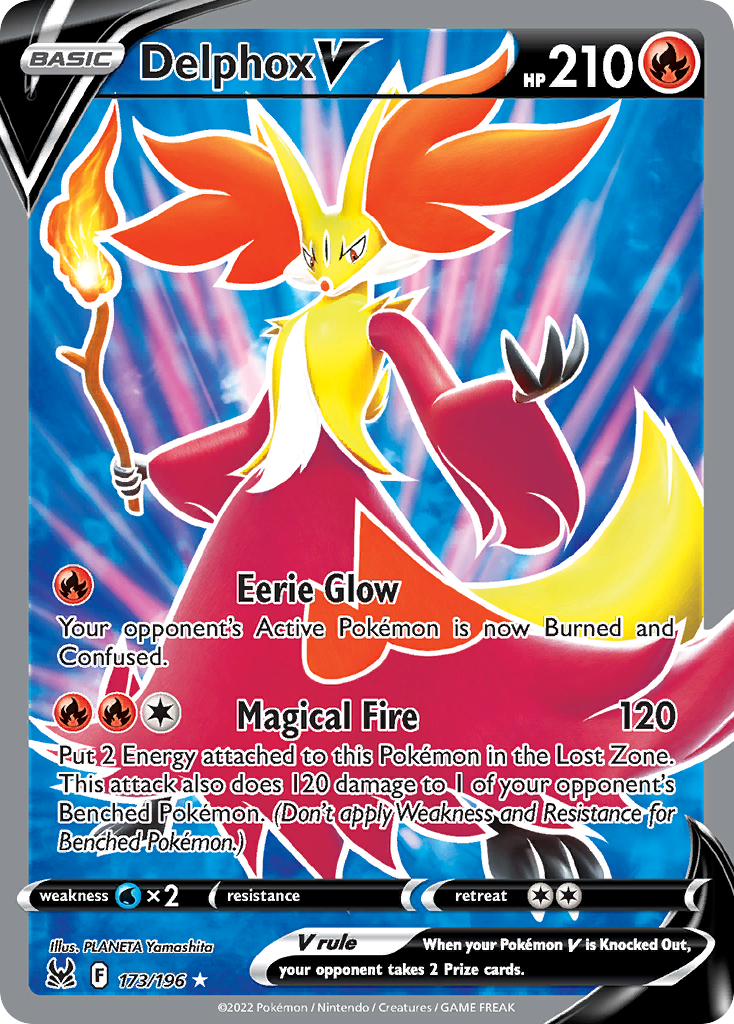 BASIC
Delphox V
HP 210
Eerie Glow
Your opponent's Active Pokémon is now Burned and
Confused.
Magical Fire 120
Put 2 Energy attached to this Pokémon in the Lost Zone.
This attack also does 120 damage to 1 of your opponent's
Benched Pokémon. (Don't apply Weakness and Resistance for
Benched Pokémon.)
weakness ×2 resistance retreat
Illus. PLANETA Yamashita
V rule When your Pokémon V is Knocked Out,
your opponent takes 2 Prize cards.
F 173/196 ★
©2022 Pokémon / Nintendo / Creatures / GAME FREAK